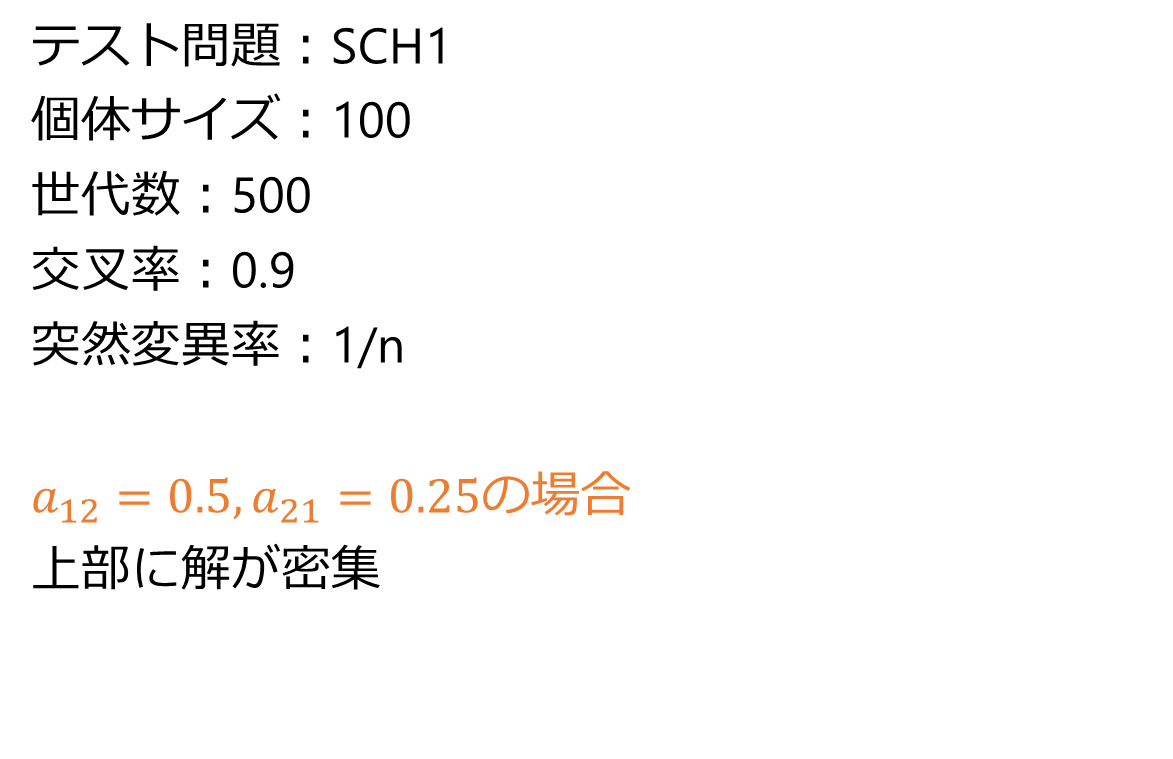 テスト問題：SCH1
個体サイズ：100
世代数：500
交叉率：0.9
突然変異率：1/n
𝑎₁₂ = 0.5, 𝑎₂₁ = 0.25の場合
上部に解が密集